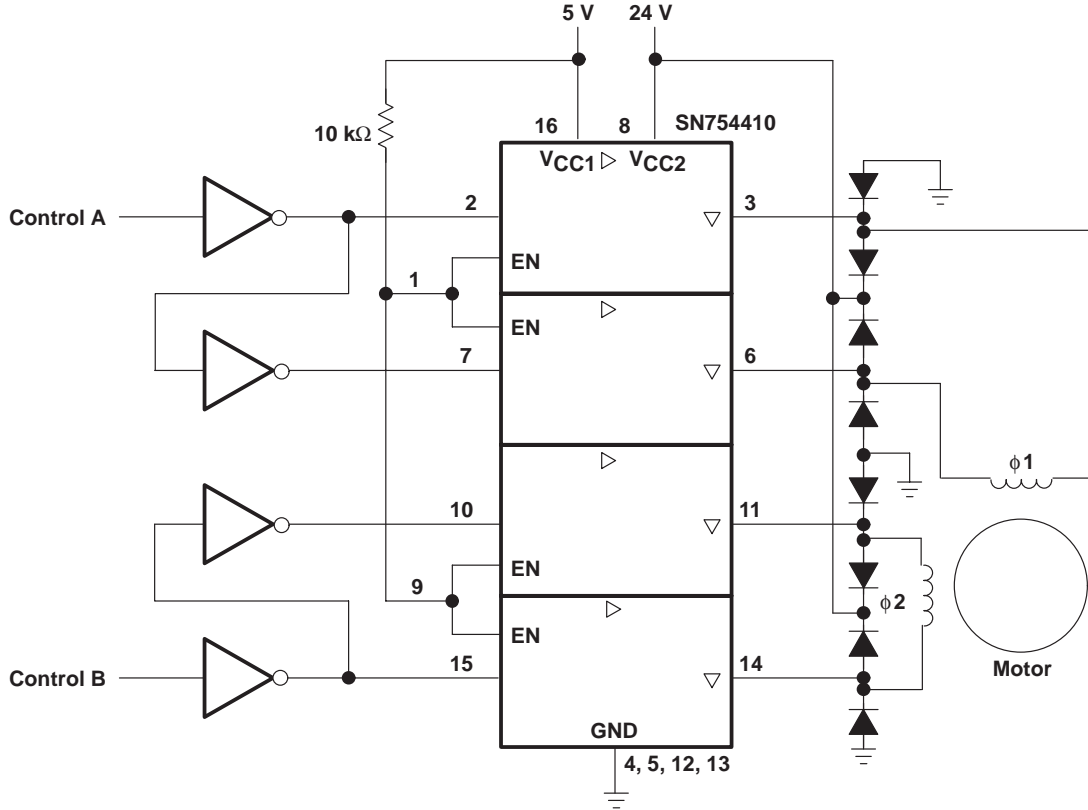 5 V
24 V
SN754410
10 kΩ
16
8
VCC1
VCC2
Control A
2
3
EN
1
EN
7
6
ϕ1
10
11
EN
9
EN
ϕ2
15
14
Control B
Motor
GND
4, 5, 12, 13